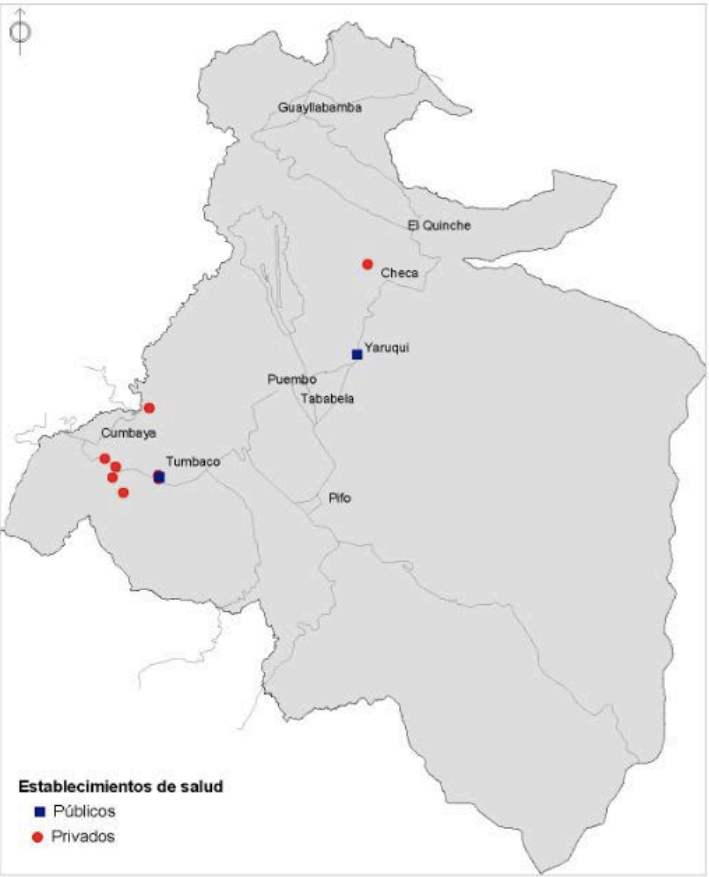 Guayllabamba
El Quinche
Checa
Yaruqui
Puembo
Tababela
Cumbaya
Tumbaco
Pifo
Establecimientos de salud
Públicos
Privados